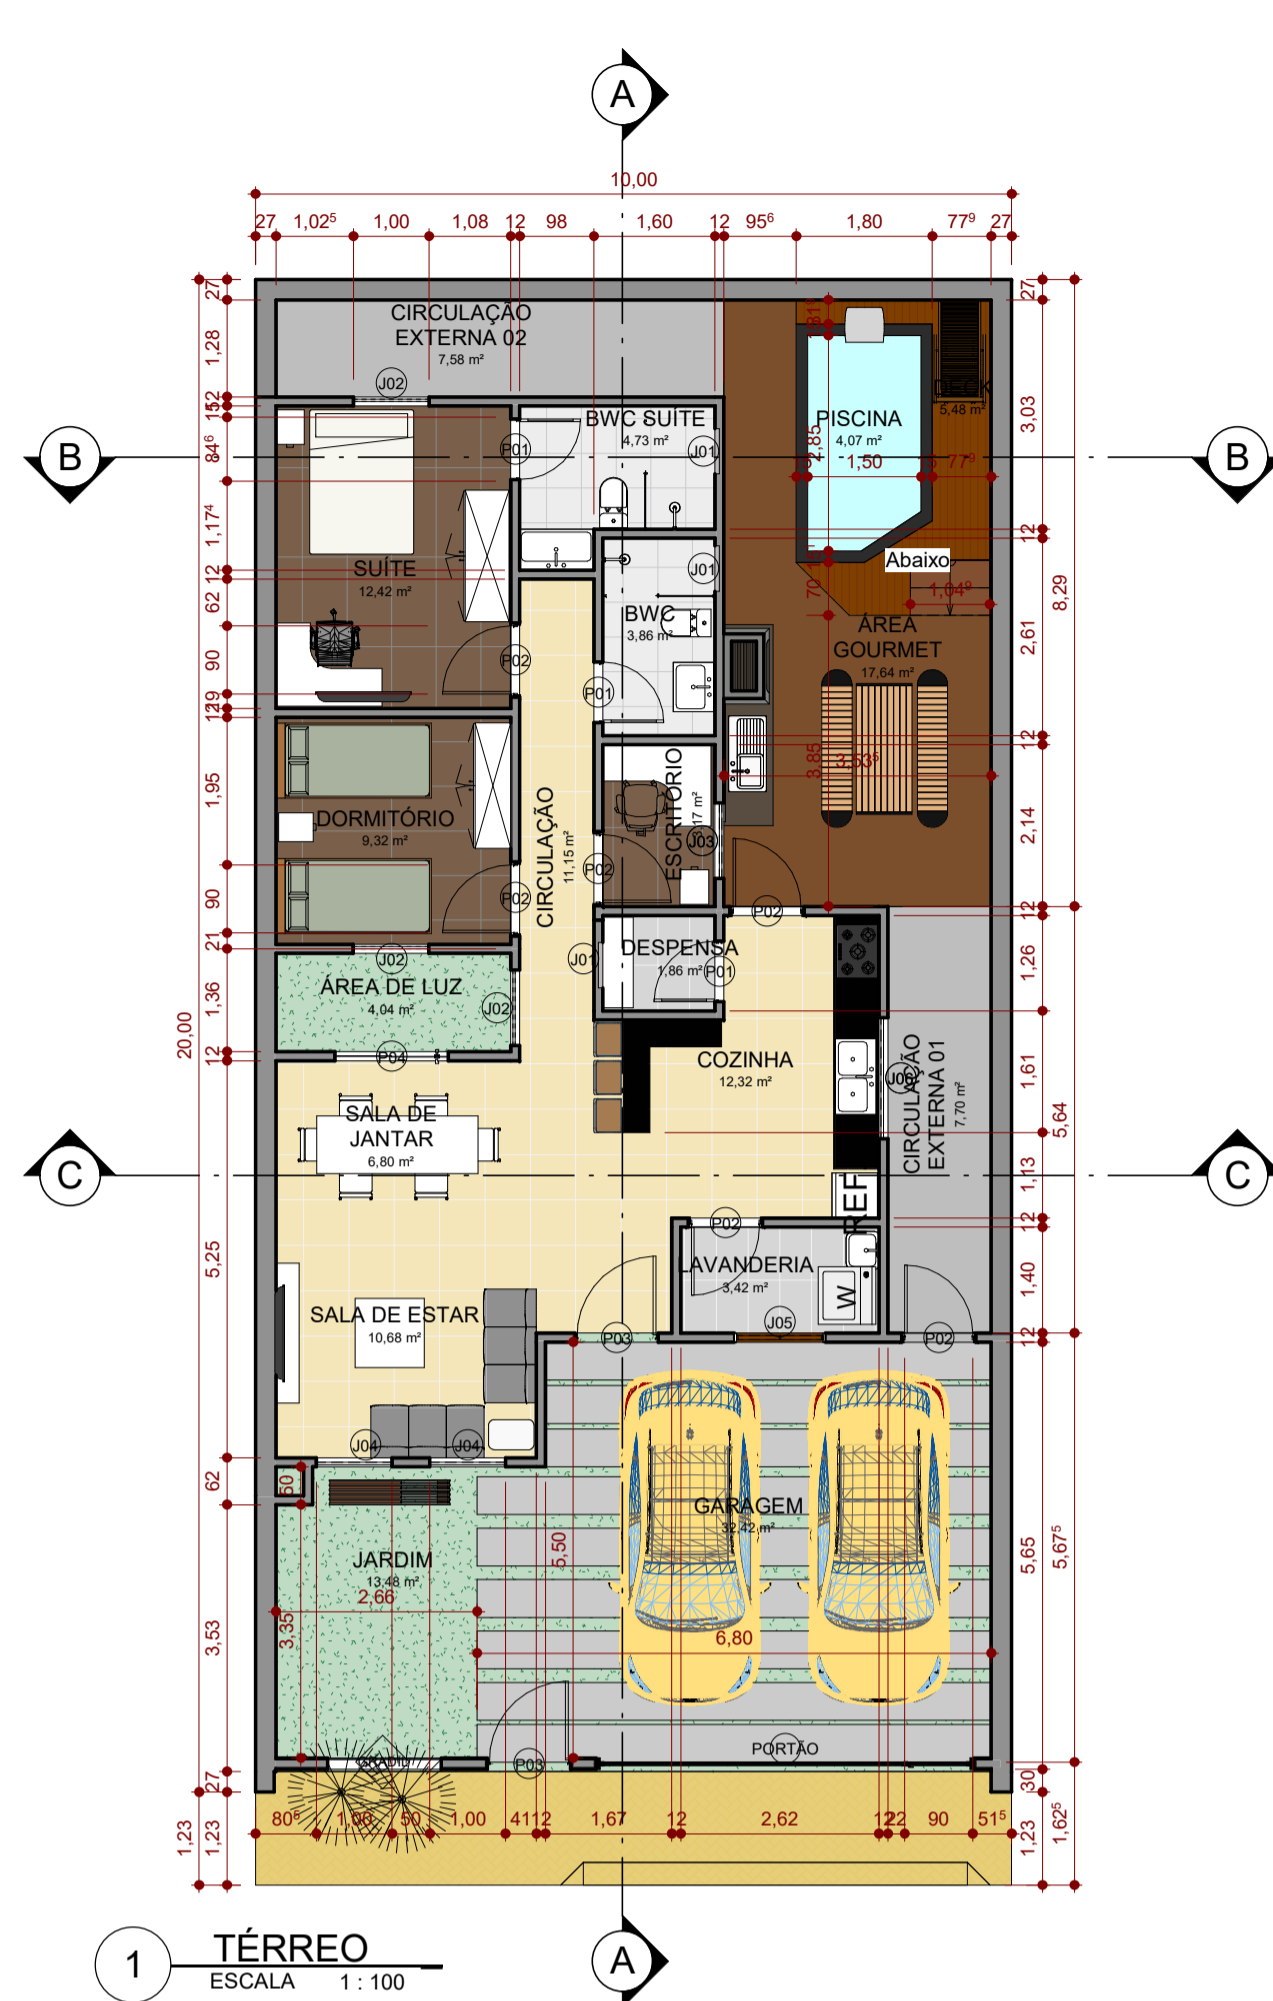 A
10,00
27 1,02⁵ 1,00 1,08 12 98 1,60 12 95⁶ 1,80 77⁹ 27
27
1,28
15
84⁶
1,17⁴
12
62
90
19
12
1,95
90
21
1,36
12
5,25
62
3,53
27
1,23
20,00
1,23
CIRCULAÇÃO
EXTERNA 02
7,58 m²
J02
P01
BWC SUÍTE
4,73 m²
J01
PISCINA
4,07 m²
DECK
5,48 m²
2,85
1,50
77⁹
B
B
SUÍTE
12,42 m²
P02
J01
BWC
3,86 m²
P01
Abaixo
70
1,04⁹
ÁREA
GOURMET
17,64 m²
3,85
3,53⁵
DORMITÓRIO
9,32 m²
P02
CIRCULAÇÃO
11,15 m²
ESCRITÓRIO
3,17 m²
J03
P02
P02
J02
ÁREA DE LUZ
4,04 m²
J02
J01
DESPENSA
1,86 m²
P01
P04
COZINHA
12,32 m²
CIRCULAÇÃO
EXTERNA 01
7,70 m²
SALA DE
JANTAR
6,80 m²
C
C
REF
P02
LAVANDERIA
3,42 m²
W
J05
P03
P02
SALA DE ESTAR
10,68 m²
J04
J04
50
5,50
GARAGEM
32,42 m²
JARDIM
13,48 m²
2,66
3,35
6,80
PORTÃO
GRADIL
P03
27
3,03
12
2,61
12
2,14
12
1,26
1,61
1,13
12
1,40
12
5,65
30
1,23
8,29
5,64
5,67⁵
1,62⁵
80⁵ 1,00 50 1,00 41 12 1,67 12 2,62 12 22 90 51⁵
A
1
TÉRREO
ESCALA 1 : 100